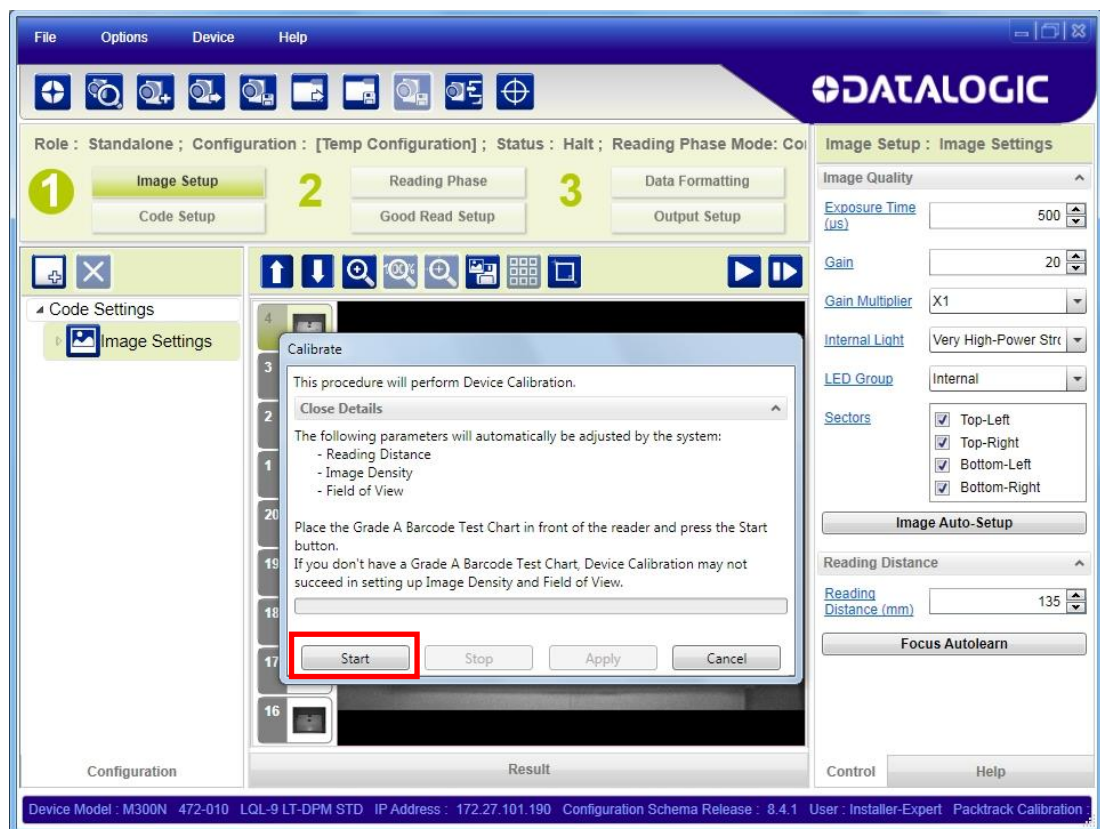 File Options Device Help
DATALOGIC
Role : Standalone ; Configuration : [Temp Configuration] ; Status : Halt ; Reading Phase Mode: Co
1 Image Setup 2 Reading Phase 3 Data Formatting
Code Setup Good Read Setup Output Setup
Code Settings
Image Settings
100%
4
3
2
1
20
19
18
17
16
Calibrate
This procedure will perform Device Calibration.
Close Details
The following parameters will automatically be adjusted by the system:
- Reading Distance
- Image Density
- Field of View
Place the Grade A Barcode Test Chart in front of the reader and press the Start
button.
If you don't have a Grade A Barcode Test Chart, Device Calibration may not
succeed in setting up Image Density and Field of View.
Start Stop Apply Cancel
Image Setup : Image Settings
Image Quality
Exposure Time
(µs) 500
Gain 20
Gain Multiplier X1
Internal Light Very High-Power Strc
LED Group Internal
Sectors Top-Left
Top-Right
Bottom-Left
Bottom-Right
Image Auto-Setup
Reading Distance
Reading
Distance (mm) 135
Focus Autolearn
Configuration Result Control Help
Device Model : M300N 472-010 LQL-9 LT-DPM STD IP Address : 172.27.101.190 Configuration Schema Release : 8.4.1 User : Installer-Expert Packtrack Calibration :